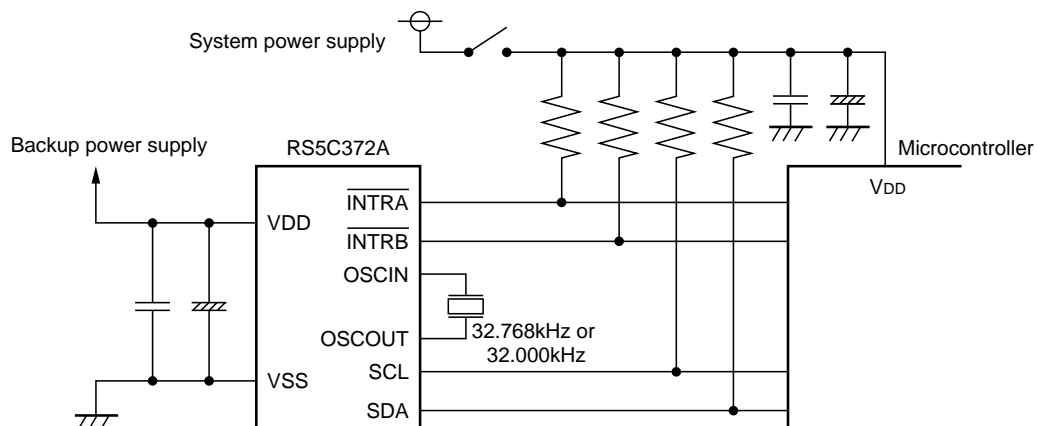 System power supply
Backup power supply
RS5C372A
Microcontroller
VDD
INTRA
VDD
INTRB
OSCIN
OSCOUT
32.768kHz or
32.000kHz
SCL
VSS
SDA